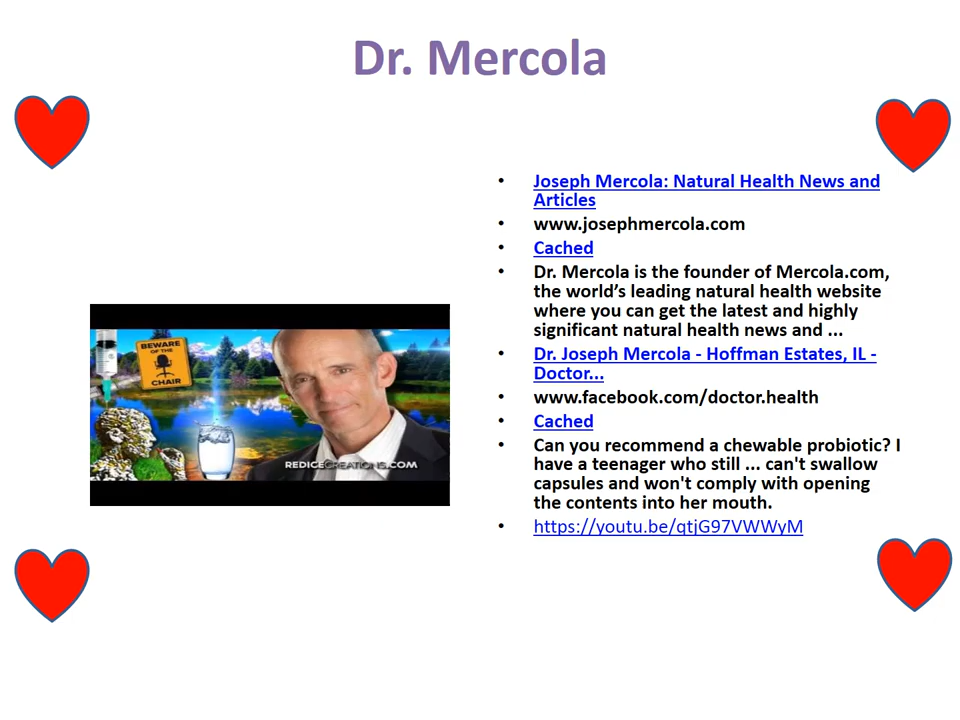 Dr. Mercola
BEWARE
OF THE
CHAIR
REDICECREATIONS.COM
• Joseph Mercola: Natural Health News and
Articles
• www.josephmercola.com
• Cached
• Dr. Mercola is the founder of Mercola.com,
the world’s leading natural health website
where you can get the latest and highly
significant natural health news and ...
• Dr. Joseph Mercola - Hoffman Estates, IL -
Doctor...
• www.facebook.com/doctor.health
• Cached
• Can you recommend a chewable probiotic? I
have a teenager who still ... can't swallow
capsules and won't comply with opening
the contents into her mouth.
• https://youtu.be/qtjG97VWWyM